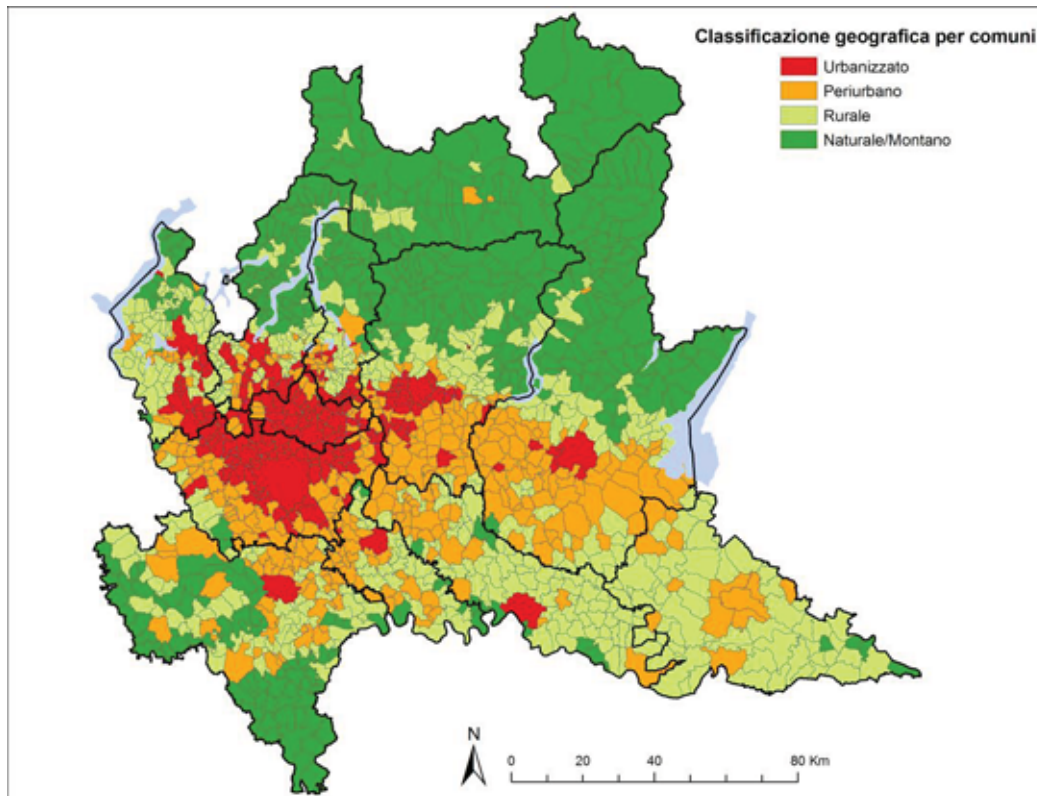 Classificazione geografica per comuni
Urbanizzato
Periurbano
Rurale
Naturale/Montano
N
0 20 40 80 Km